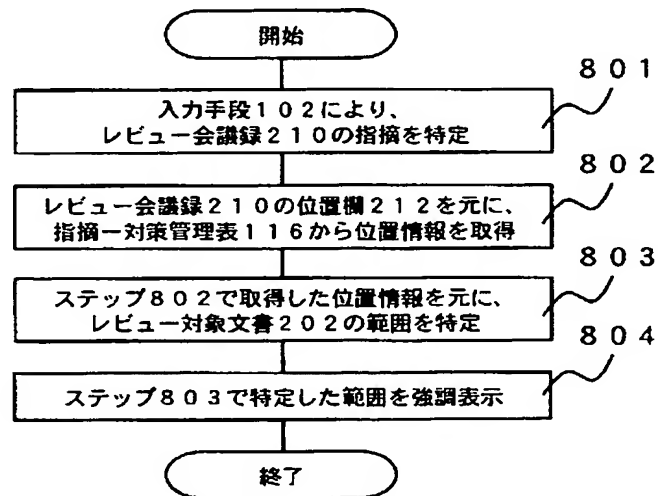 開始
801
入力手段102により、
レビュー会議録210の指摘を特定
802
レビュー会議録210の位置欄212を元に、
指摘ー対策管理表116から位置情報を取得
803
ステップ802で取得した位置情報を元に、
レビュー対象文書202の範囲を特定
804
ステップ803で特定した範囲を強調表示
終了